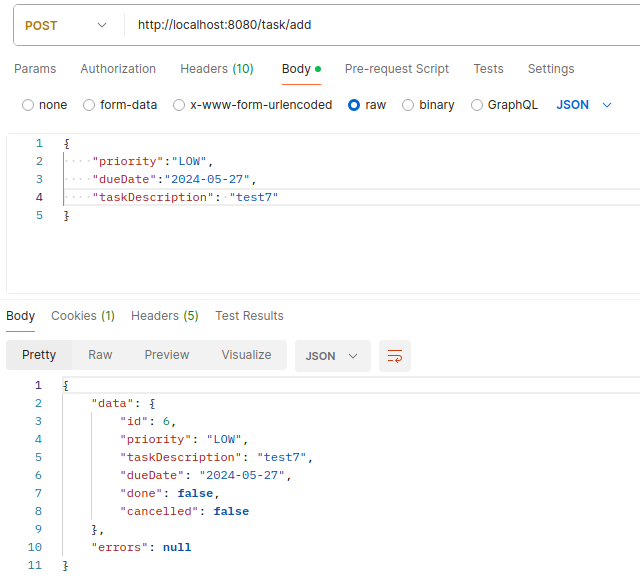 POST http://localhost:8080/task/add
Params Authorization Headers (10) Body Pre-request Script Tests Settings
none form-data x-www-form-urlencoded raw binary GraphQL JSON
1 {
2 "priority":"LOW",
3 "dueDate":"2024-05-27",
4 "taskDescription": "test7"
5 }
Body Cookies (1) Headers (5) Test Results
Pretty Raw Preview Visualize JSON
1 {
2 "data": {
3 "id": 6,
4 "priority": "LOW",
5 "taskDescription": "test7",
6 "dueDate": "2024-05-27",
7 "done": false,
8 "cancelled": false
9 },
10 "errors": null
11 }